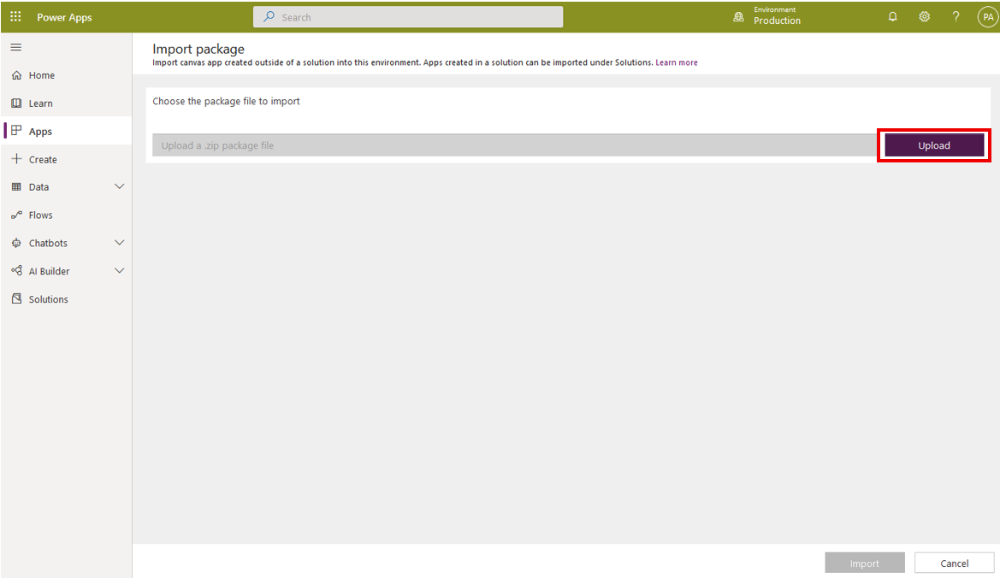 Power Apps
Search
Environment
Production
?
PA
Import package
Import canvas app created outside of a solution into this environment. Apps created in a solution can be imported under Solutions. Learn more
Home
Learn
Apps
Create
Data
Flows
Chatbots
AI Builder
Solutions
Choose the package file to import
Upload a .zip package file
Upload
Import
Cancel